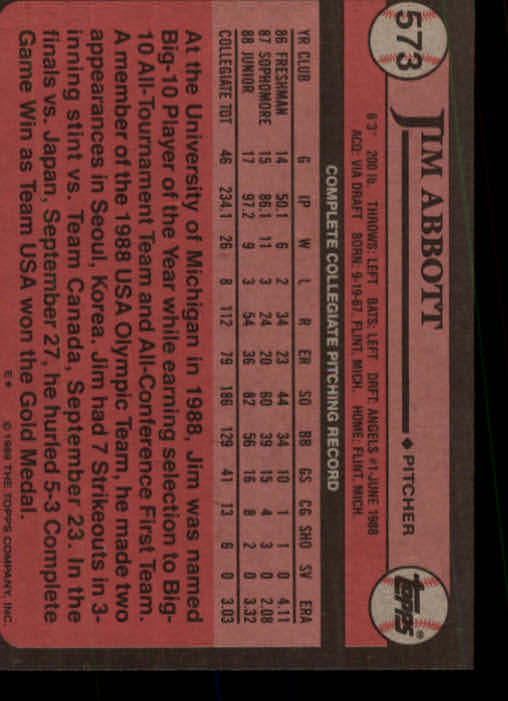 573
JIM ABBOTT ◆ PITCHER
TOPPS®
6'3" 200 lb. THROWS: LEFT BATS: LEFT DRFT: ANGELS #1-JUNE 1988
ACQ: VIA DRAFT BORN: 9-19-67, FLINT, MICH. HOME: FLINT, MICH.
COMPLETE COLLEGIATE PITCHING RECORD
YR CLUB G IP W L R ER SO BB GS CG SHO SV ERA
86 FRESHMAN 14 50.1 6 2 34 23 44 34 10 1 1 0 4.11
87 SOPHOMORE 15 86.1 11 3 24 20 60 39 15 4 3 0 2.08
88 JUNIOR 17 97.2 9 3 54 36 82 56 16 8 2 0 3.32
COLLEGIATE TOT 46 234.1 26 8 112 79 186 129 41 13 6 0 3.03
At the University of Michigan in 1988, Jim was named
Big-10 Player of the Year while earning selection to Big-
10 All-Tournament Team and All-Conference First Team.
A member of the 1988 USA Olympic Team, he made two
appearances in Seoul, Korea. Jim had 7 Strikeouts in 3-
inning stint vs. Team Canada, September 23. In the
finals vs. Japan, September 27, he hurled 5-3 Complete
Game Win as Team USA won the Gold Medal.
E* © 1989 THE TOPPS COMPANY, INC.